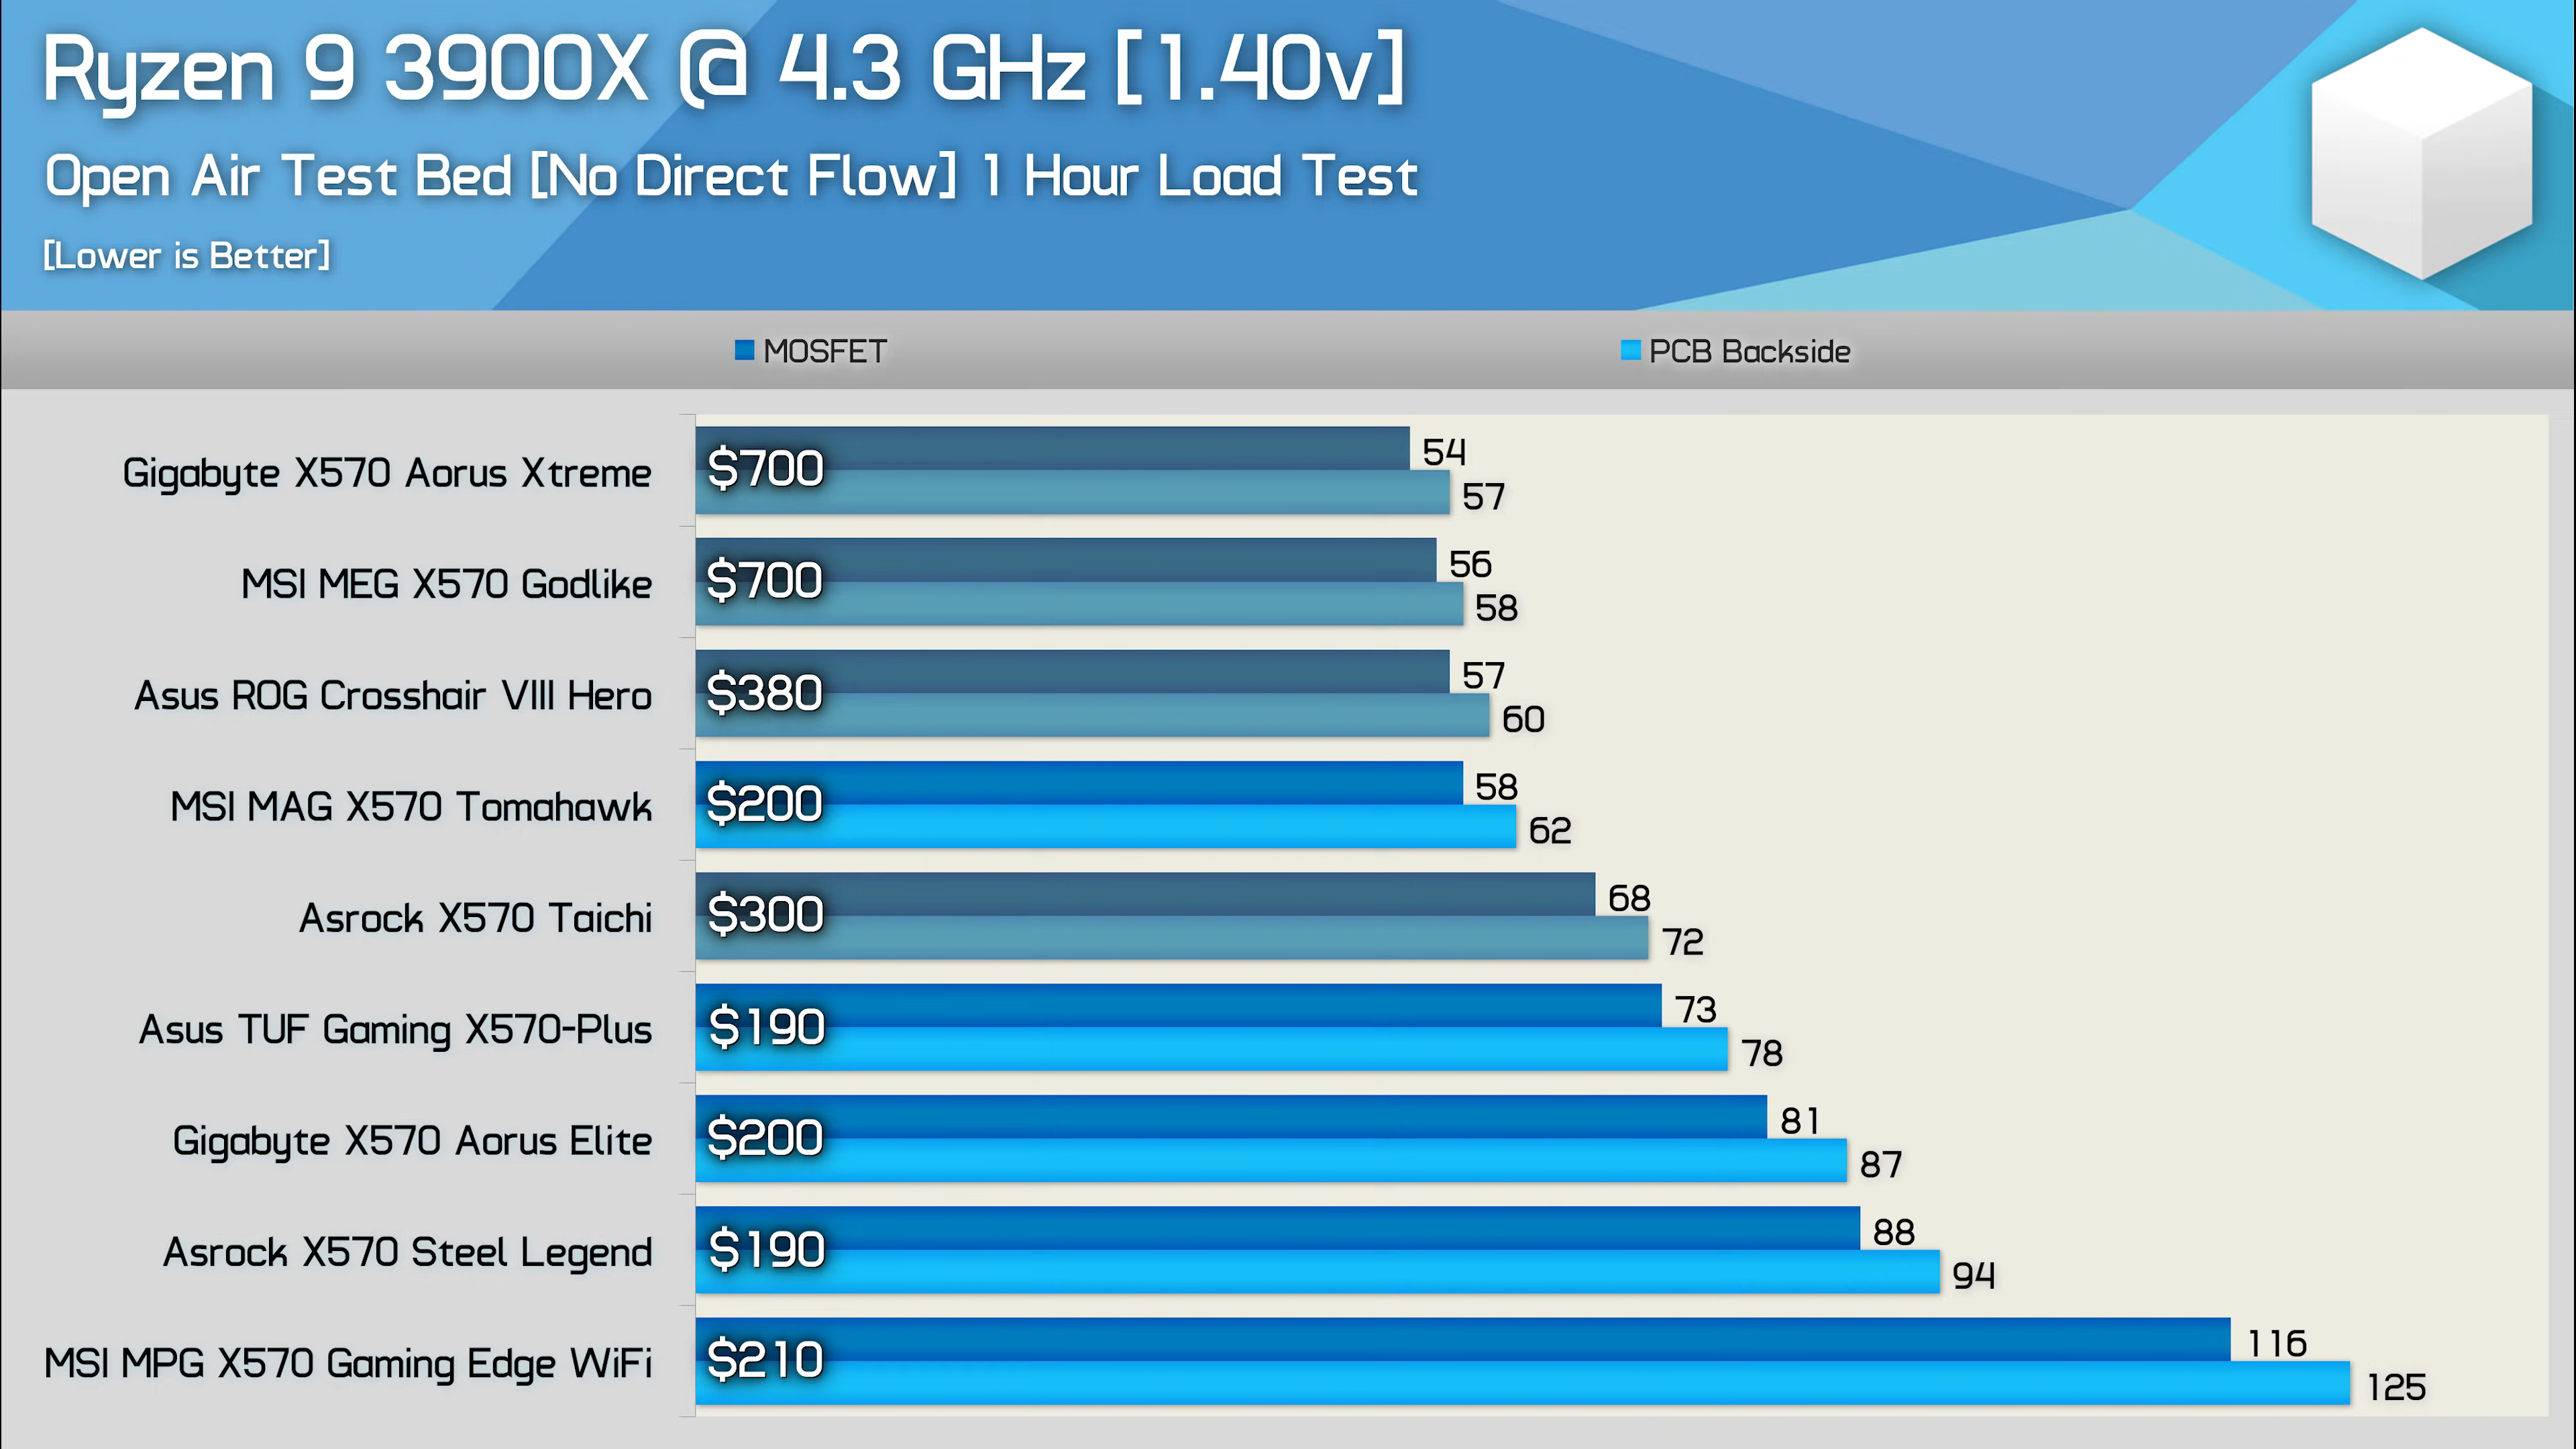 Ryzen 9 3900X @ 4.3 GHz [1.40v]
Open Air Test Bed [No Direct Flow] 1 Hour Load Test
[Lower is Better]
MOSFET PCB Backside
Gigabyte X570 Aorus Xtreme $700 54 57
MSI MEG X570 Godlike $700 56 58
Asus ROG Crosshair VIII Hero $380 57 60
MSI MAG X570 Tomahawk $200 58 62
Asrock X570 Taichi $300 68 72
Asus TUF Gaming X570-Plus $190 73 78
Gigabyte X570 Aorus Elite $200 81 87
Asrock X570 Steel Legend $190 88 94
MSI MPG X570 Gaming Edge WiFi $210 116 125